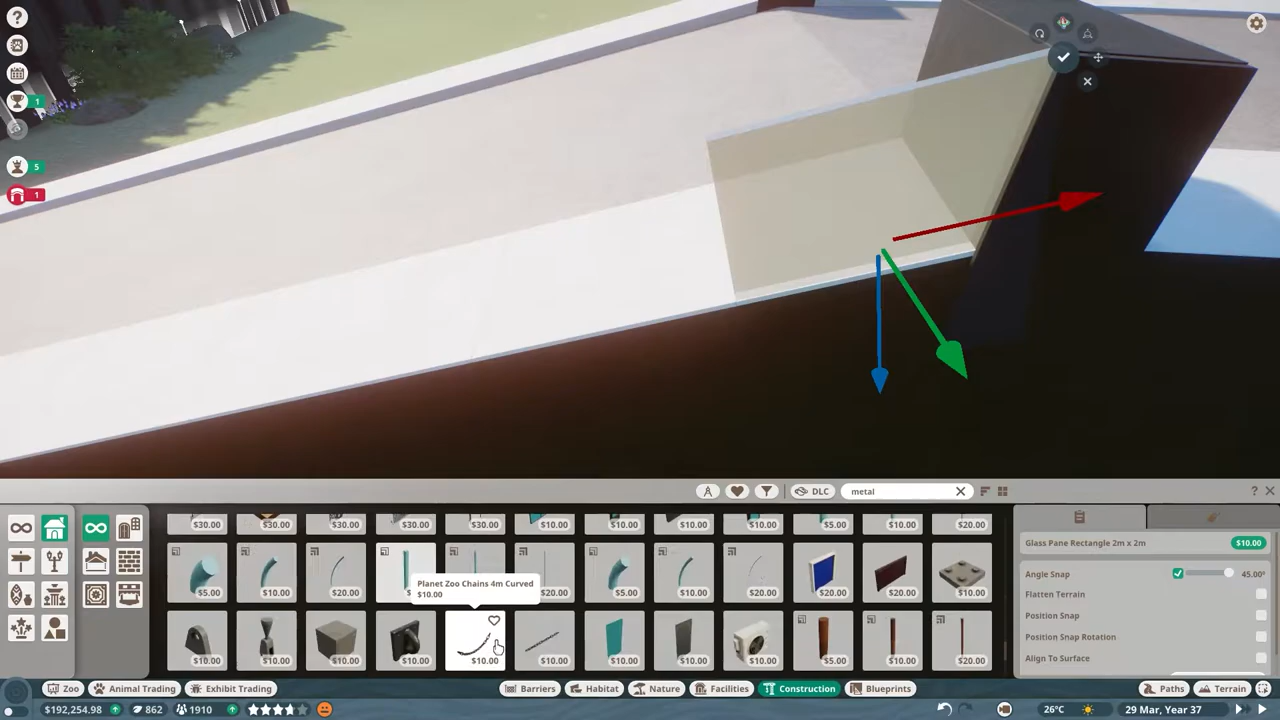 ?
1
5
1
DLC
metal
?
$30.00 $30.00 $30.00 $30.00 $30.00 $10.00 $10.00 $10.00 $10.00 $10.00 $10.00 $20.00
$5.00 $10.00 $20.00 $20.00 $5.00 $10.00 $20.00 $20.00 $20.00 $20.00
Planet Zoo Chains 4m Curved
$10.00
$10.00 $10.00 $10.00 $10.00 $10.00 $10.00 $10.00 $10.00 $10.00 $5.00 $10.00 $20.00
Glass Pane Rectangle 2m x 2m $10.00
Angle Snap 45.00°
Flatten Terrain
Position Snap
Position Snap Rotation
Align To Surface
Zoo Animal Trading Exhibit Trading Barriers Habitat Nature Facilities Construction Blueprints Paths Terrain
$192,254.98 862 1910 26°C 29 Mar, Year 37